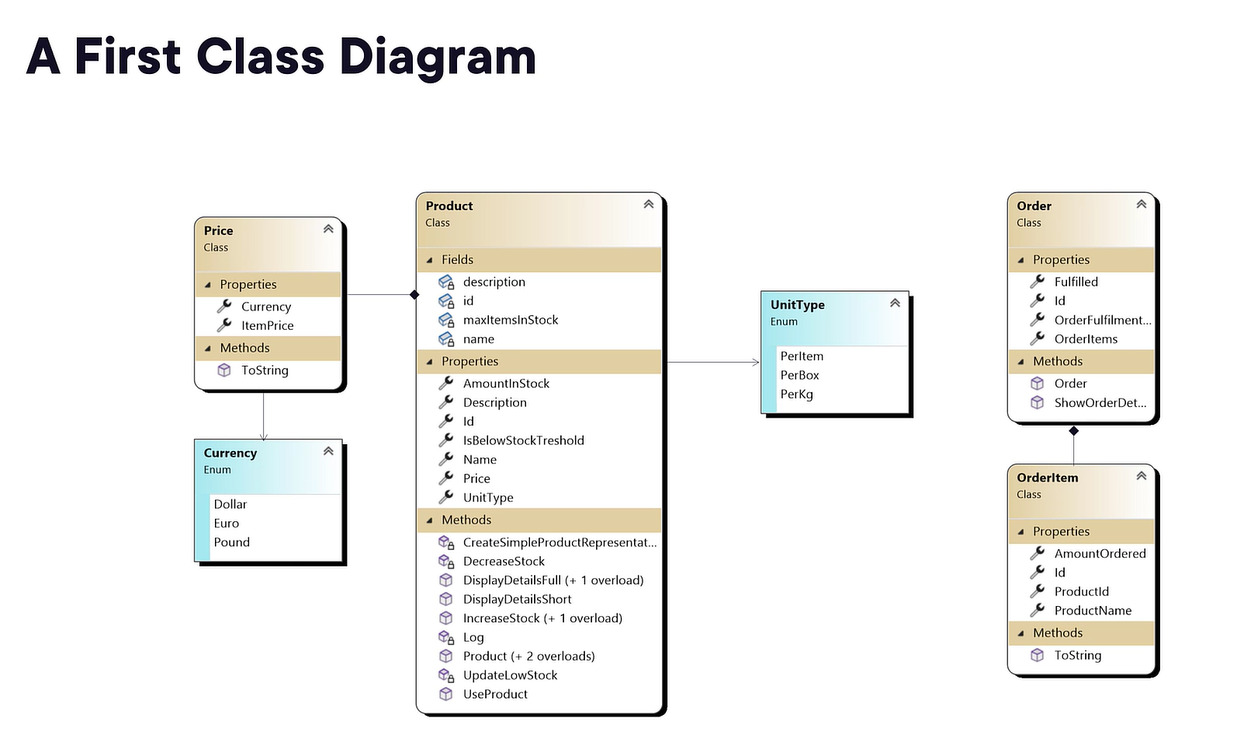 A First Class Diagram
Price
Class
Properties
Currency
ItemPrice
Methods
ToString
Currency
Enum
Dollar
Euro
Pound
Product
Class
Fields
description
id
maxItemsInStock
name
Properties
AmountInStock
Description
Id
IsBelowStockTreshold
Name
Price
UnitType
Methods
CreateSimpleProductRepresentat...
DecreaseStock
DisplayDetailsFull (+ 1 overload)
DisplayDetailsShort
IncreaseStock (+ 1 overload)
Log
Product (+ 2 overloads)
UpdateLowStock
UseProduct
UnitType
Enum
PerItem
PerBox
PerKg
Order
Class
Properties
Fulfilled
Id
OrderFulfilment...
OrderItems
Methods
Order
ShowOrderDet...
OrderItem
Class
Properties
AmountOrdered
Id
ProductId
ProductName
Methods
ToString